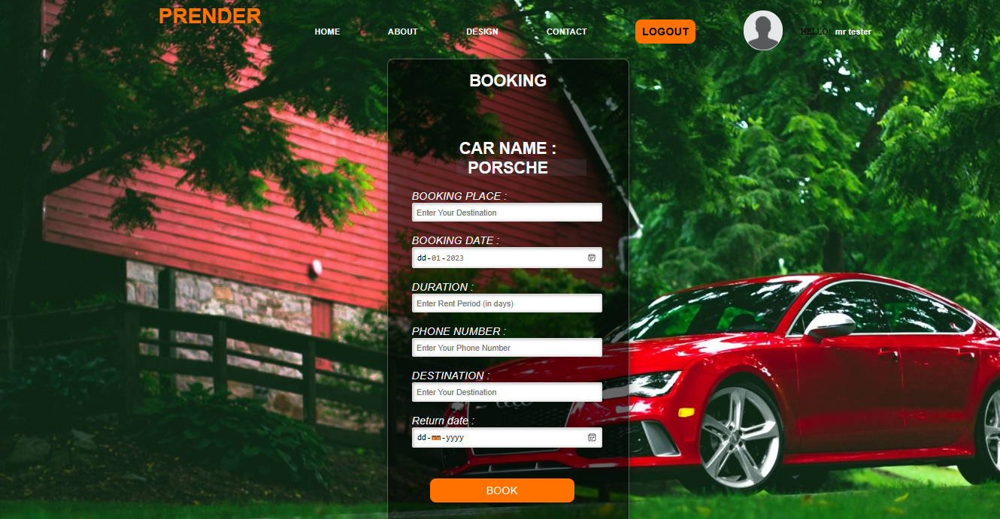 PRENDER
HOME ABOUT DESIGN CONTACT LOGOUT HELLO! mr tester
BOOKING
CAR NAME :
PORSCHE
BOOKING PLACE :
Enter Your Destination
BOOKING DATE :
dd-01-2023
DURATION :
Enter Rent Period (in days)
PHONE NUMBER :
Enter Your Phone Number
DESTINATION :
Enter Your Destination
Return date :
dd-mm-yyyy
BOOK